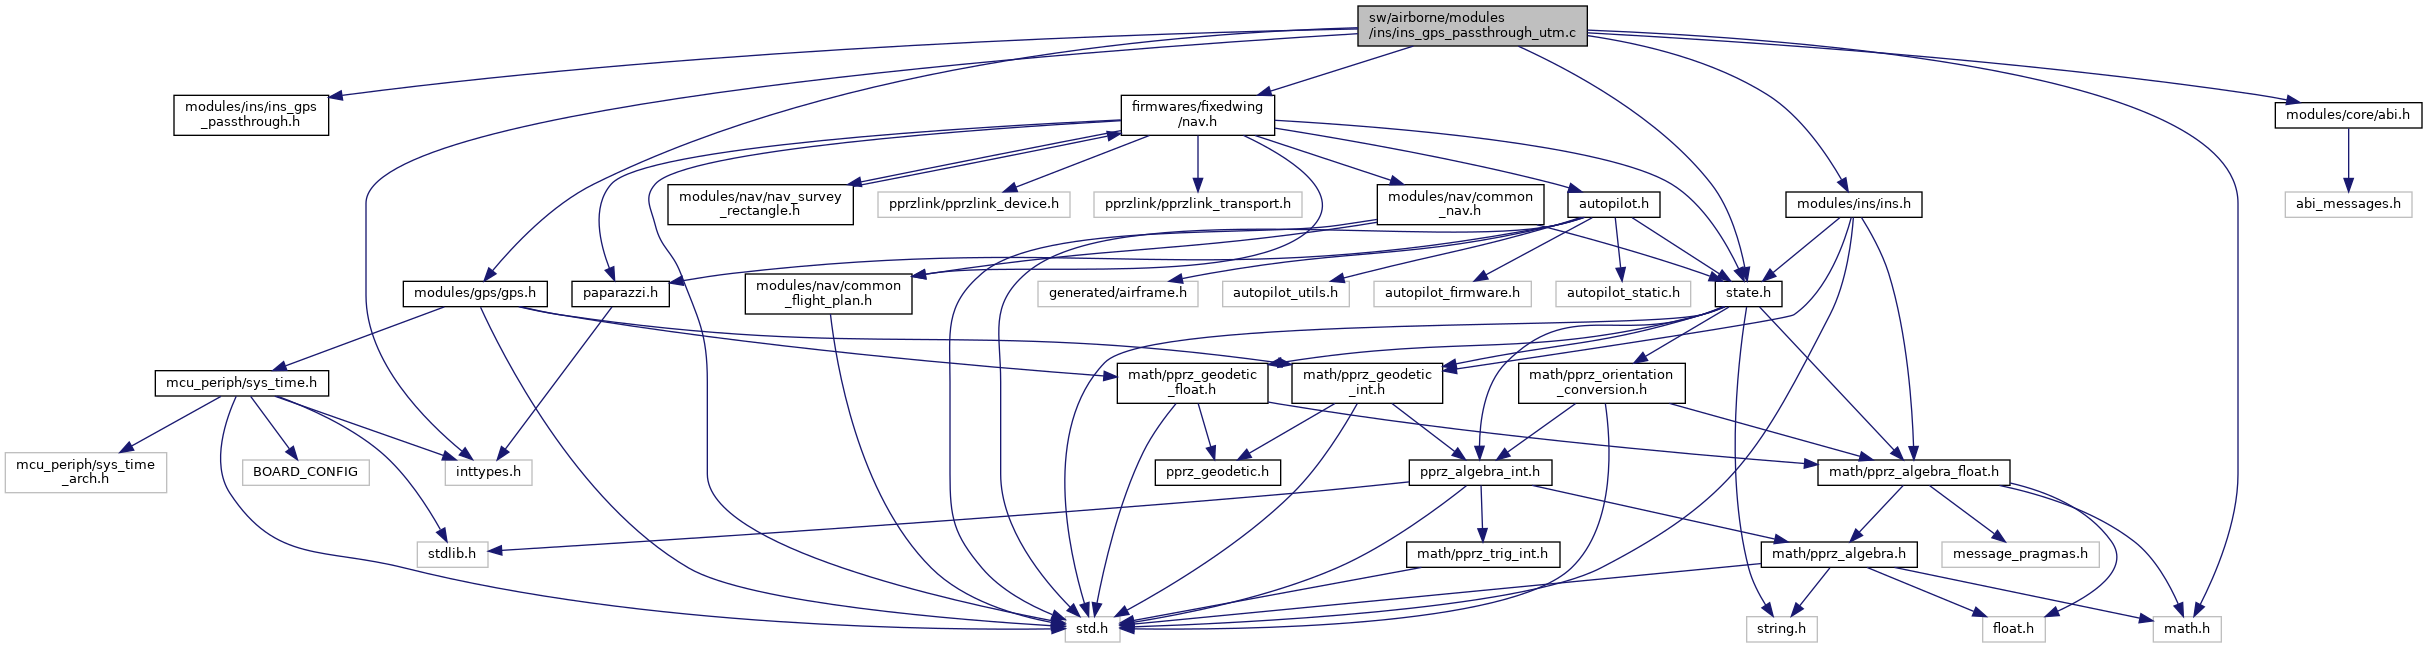 sw/airborne/modules
/ins/ins_gps_passthrough_utm.c
modules/ins/ins_gps
_passthrough.h
firmwares/fixedwing
/nav.h
modules/core/abi.h
modules/nav/nav_survey
_rectangle.h
pprzlink/pprzlink_device.h
pprzlink/pprzlink_transport.h
modules/nav/common
_nav.h
autopilot.h
modules/ins/ins.h
abi_messages.h
modules/gps/gps.h
paparazzi.h
modules/nav/common
_flight_plan.h
generated/airframe.h
autopilot_utils.h
autopilot_firmware.h
autopilot_static.h
state.h
mcu_periph/sys_time.h
math/pprz_geodetic
_float.h
math/pprz_geodetic
_int.h
math/pprz_orientation
_conversion.h
mcu_periph/sys_time
_arch.h
BOARD_CONFIG
inttypes.h
pprz_geodetic.h
pprz_algebra_int.h
math/pprz_algebra_float.h
stdlib.h
math/pprz_trig_int.h
math/pprz_algebra.h
message_pragmas.h
std.h
string.h
float.h
math.h